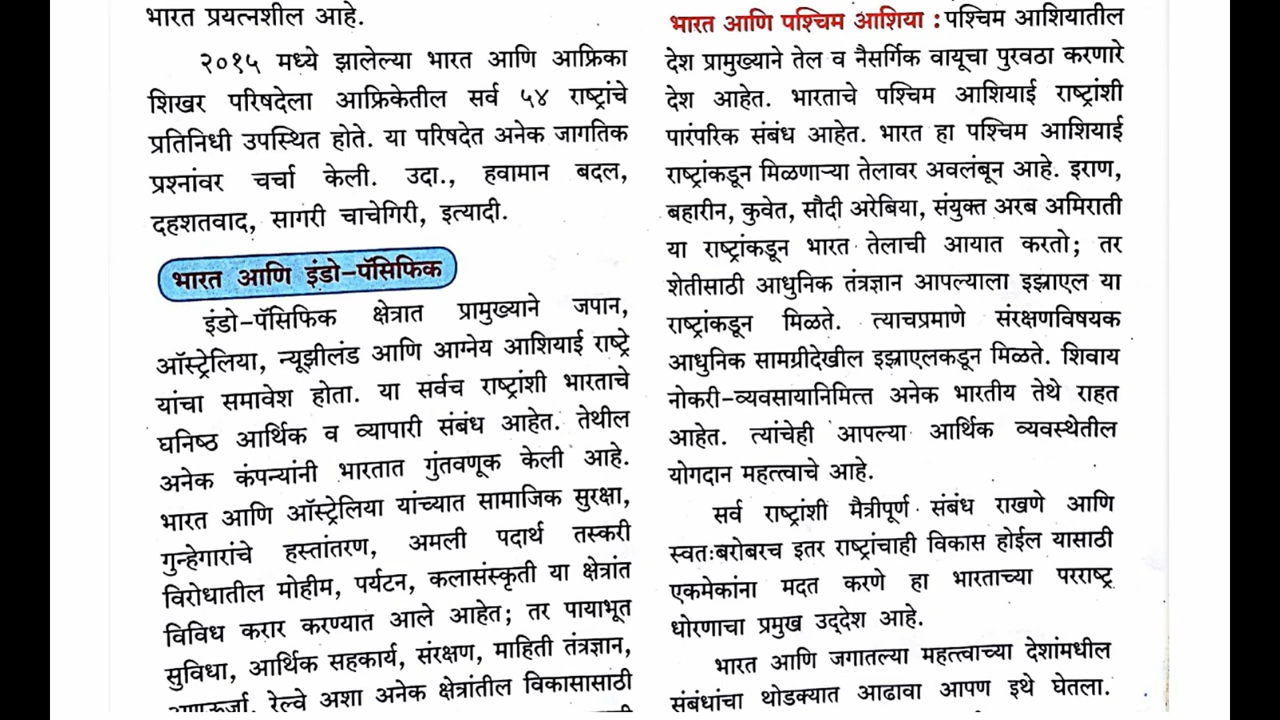 भारत प्रयत्नशील आहे.
२०१५ मध्ये झालेल्या भारत आणि आफ्रिका
शिखर परिषदेला आफ्रिकेतील सर्व ५४ राष्ट्रांचे
प्रतिनिधी उपस्थित होते. या परिषदेत अनेक जागतिक
प्रश्नांवर चर्चा केली. उदा., हवामान बदल,
दहशतवाद, सागरी चाचेगिरी, इत्यादी.
भारत आणि इंडो-पॅसिफिक
इंडो-पॅसिफिक क्षेत्रात प्रामुख्याने जपान,
ऑस्ट्रेलिया, न्यूझीलंड आणि आग्नेय आशियाई राष्ट्रे
यांचा समावेश होता. या सर्वच राष्ट्रांशी भारताचे
घनिष्ठ आर्थिक व व्यापारी संबंध आहेत. तेथील
अनेक कंपन्यांनी भारतात गुंतवणूक केली आहे.
भारत आणि ऑस्ट्रेलिया यांच्यात सामाजिक सुरक्षा,
गुन्हेगारांचे हस्तांतरण, अमली पदार्थ तस्करी
विरोधातील मोहीम, पर्यटन, कलासंस्कृती या क्षेत्रांत
विविध करार करण्यात आले आहेत; तर पायाभूत
सुविधा, आर्थिक सहकार्य, संरक्षण, माहिती तंत्रज्ञान,
अणुऊर्जा, रेल्वे अशा अनेक क्षेत्रांतील विकासासाठी
भारत आणि पश्चिम आशिया : पश्चिम आशियातील
देश प्रामुख्याने तेल व नैसर्गिक वायूचा पुरवठा करणारे
देश आहेत. भारताचे पश्चिम आशियाई राष्ट्रांशी
पारंपरिक संबंध आहेत. भारत हा पश्चिम आशियाई
राष्ट्रांकडून मिळणाऱ्या तेलावर अवलंबून आहे. इराण,
बहारीन, कुवेत, सौदी अरेबिया, संयुक्त अरब अमिराती
या राष्ट्रांकडून भारत तेलाची आयात करतो; तर
शेतीसाठी आधुनिक तंत्रज्ञान आपल्याला इझ्राएल या
राष्ट्रांकडून मिळते. त्याचप्रमाणे संरक्षणविषयक
आधुनिक सामग्रीदेखील इझ्राएलकडून मिळते. शिवाय
नोकरी-व्यवसायानिमित्त अनेक भारतीय तेथे राहत
आहेत. त्यांचेही आपल्या आर्थिक व्यवस्थेतील
योगदान महत्त्वाचे आहे.
सर्व राष्ट्रांशी मैत्रीपूर्ण संबंध राखणे आणि
स्वतःबरोबरच इतर राष्ट्रांचाही विकास होईल यासाठी
एकमेकांना मदत करणे हा भारताच्या परराष्ट्र
धोरणाचा प्रमुख उद्देश आहे.
भारत आणि जगातल्या महत्वाच्या देशांमधील
संबंधांचा थोडक्यात आढावा आपण इथे घेतला.